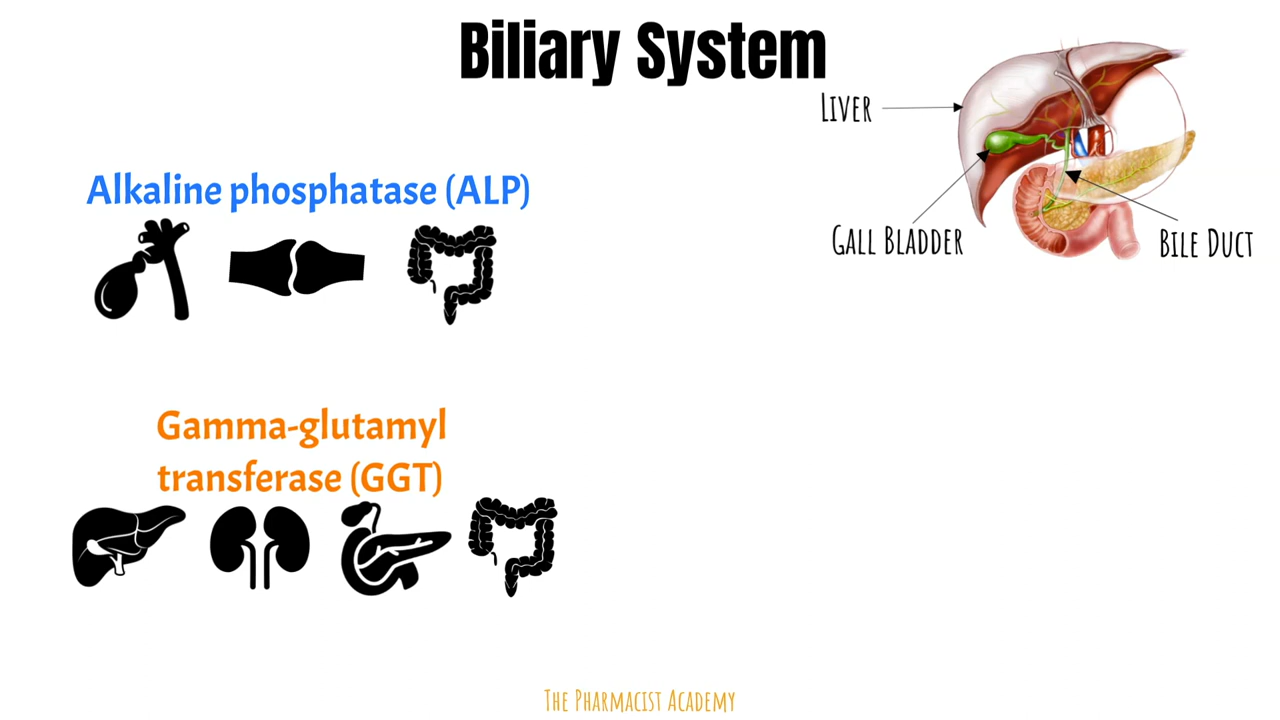 Biliary System
Liver
Gall Bladder
Bile Duct
Alkaline phosphatase (ALP)
Gamma-glutamyl
transferase (GGT)
The Pharmacist Academy